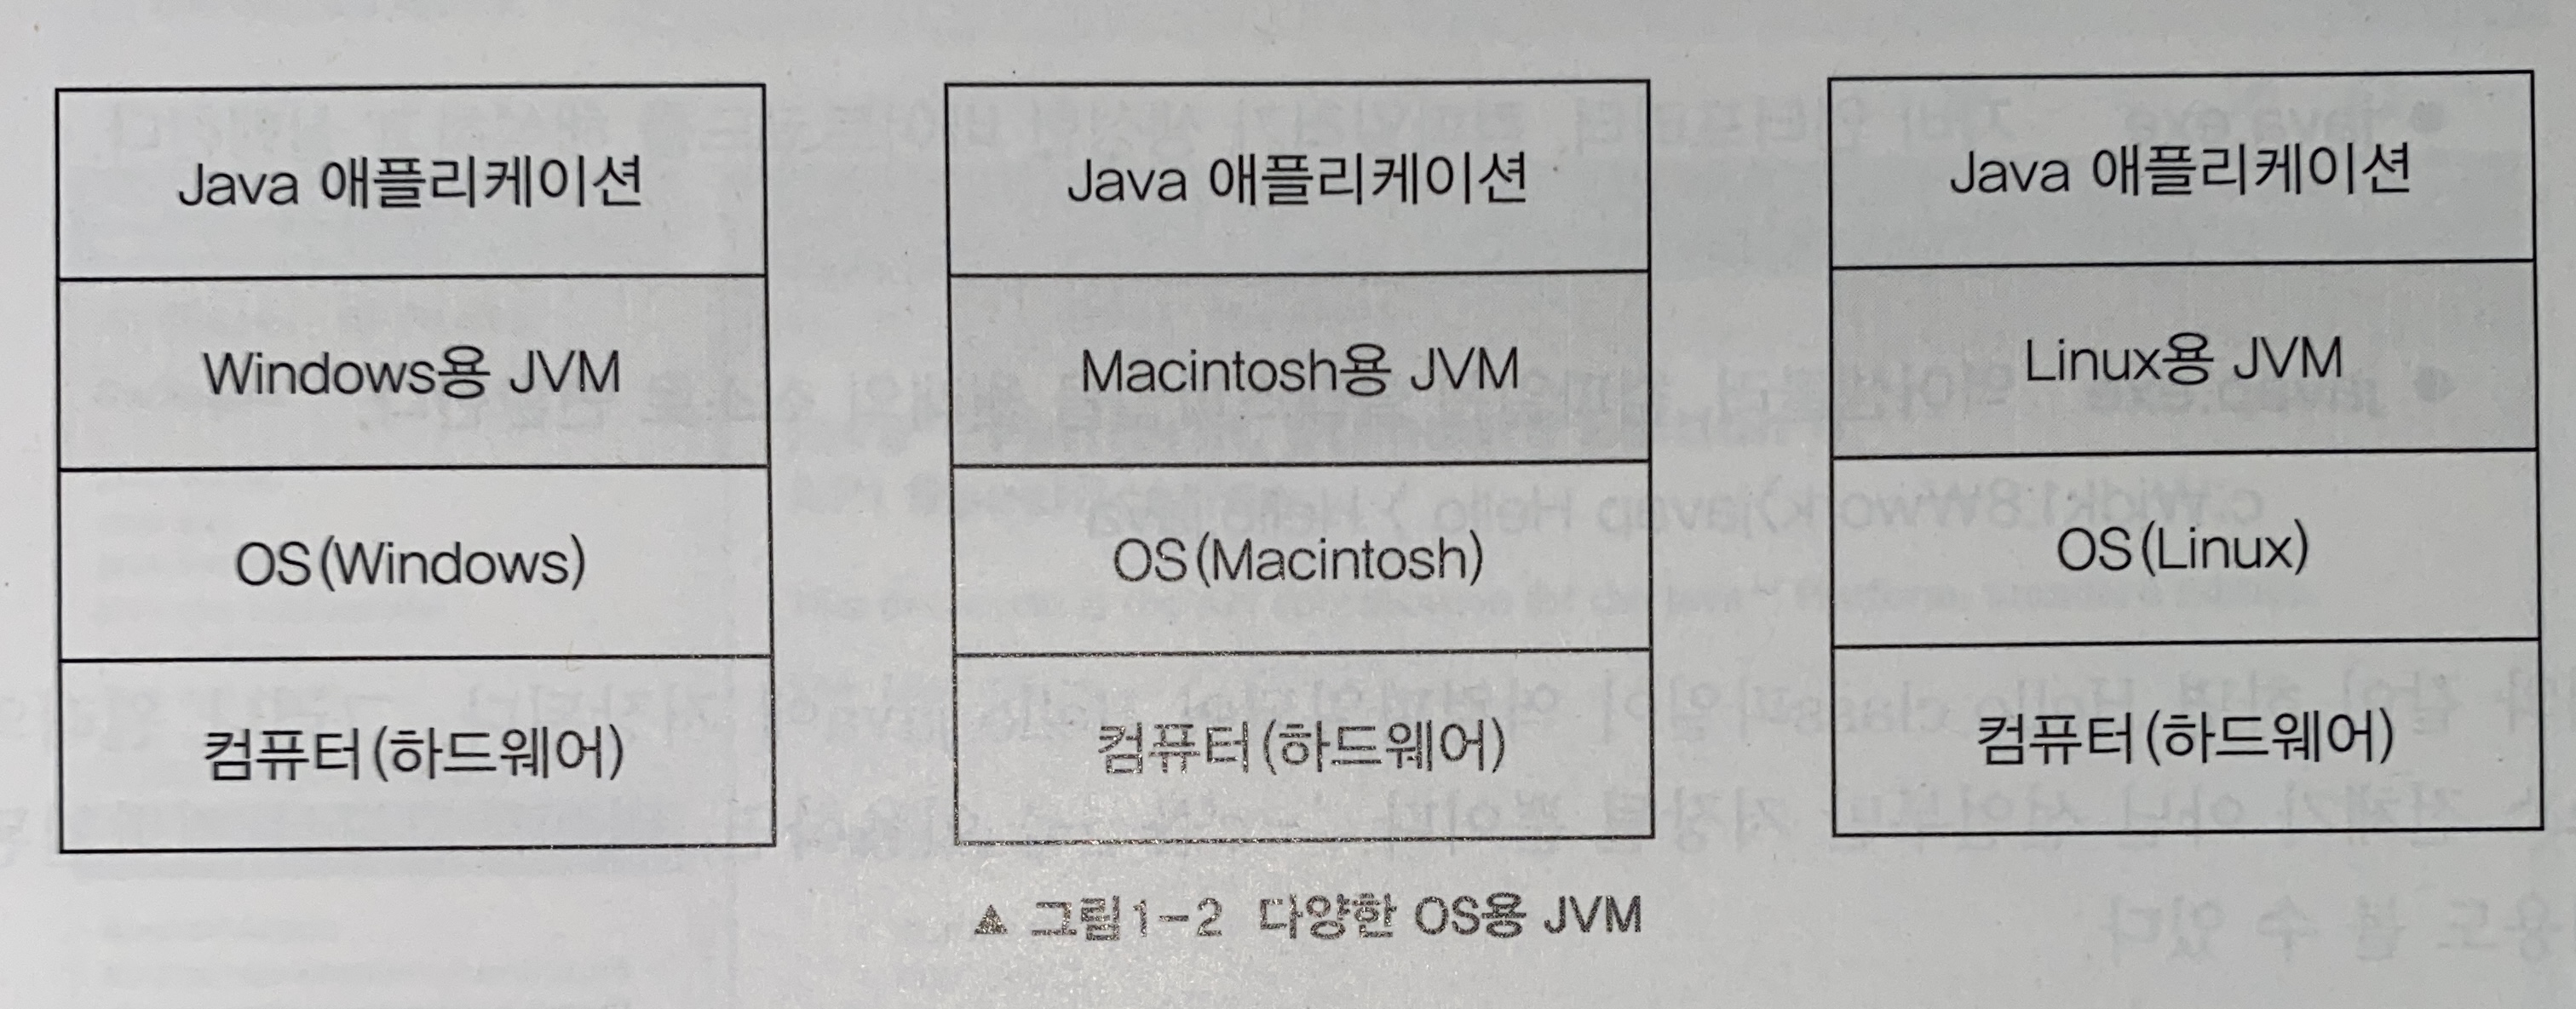 Java 애플리케이션
Windows용 JVM
OS(Windows)
컴퓨터(하드웨어)
Java 애플리케이션
Macintosh용 JVM
OS(Macintosh)
컴퓨터(하드웨어)
Java 애플리케이션
Linux용 JVM
OS(Linux)
컴퓨터(하드웨어)
▲ 그림1-2 다양한 OS용 JVM